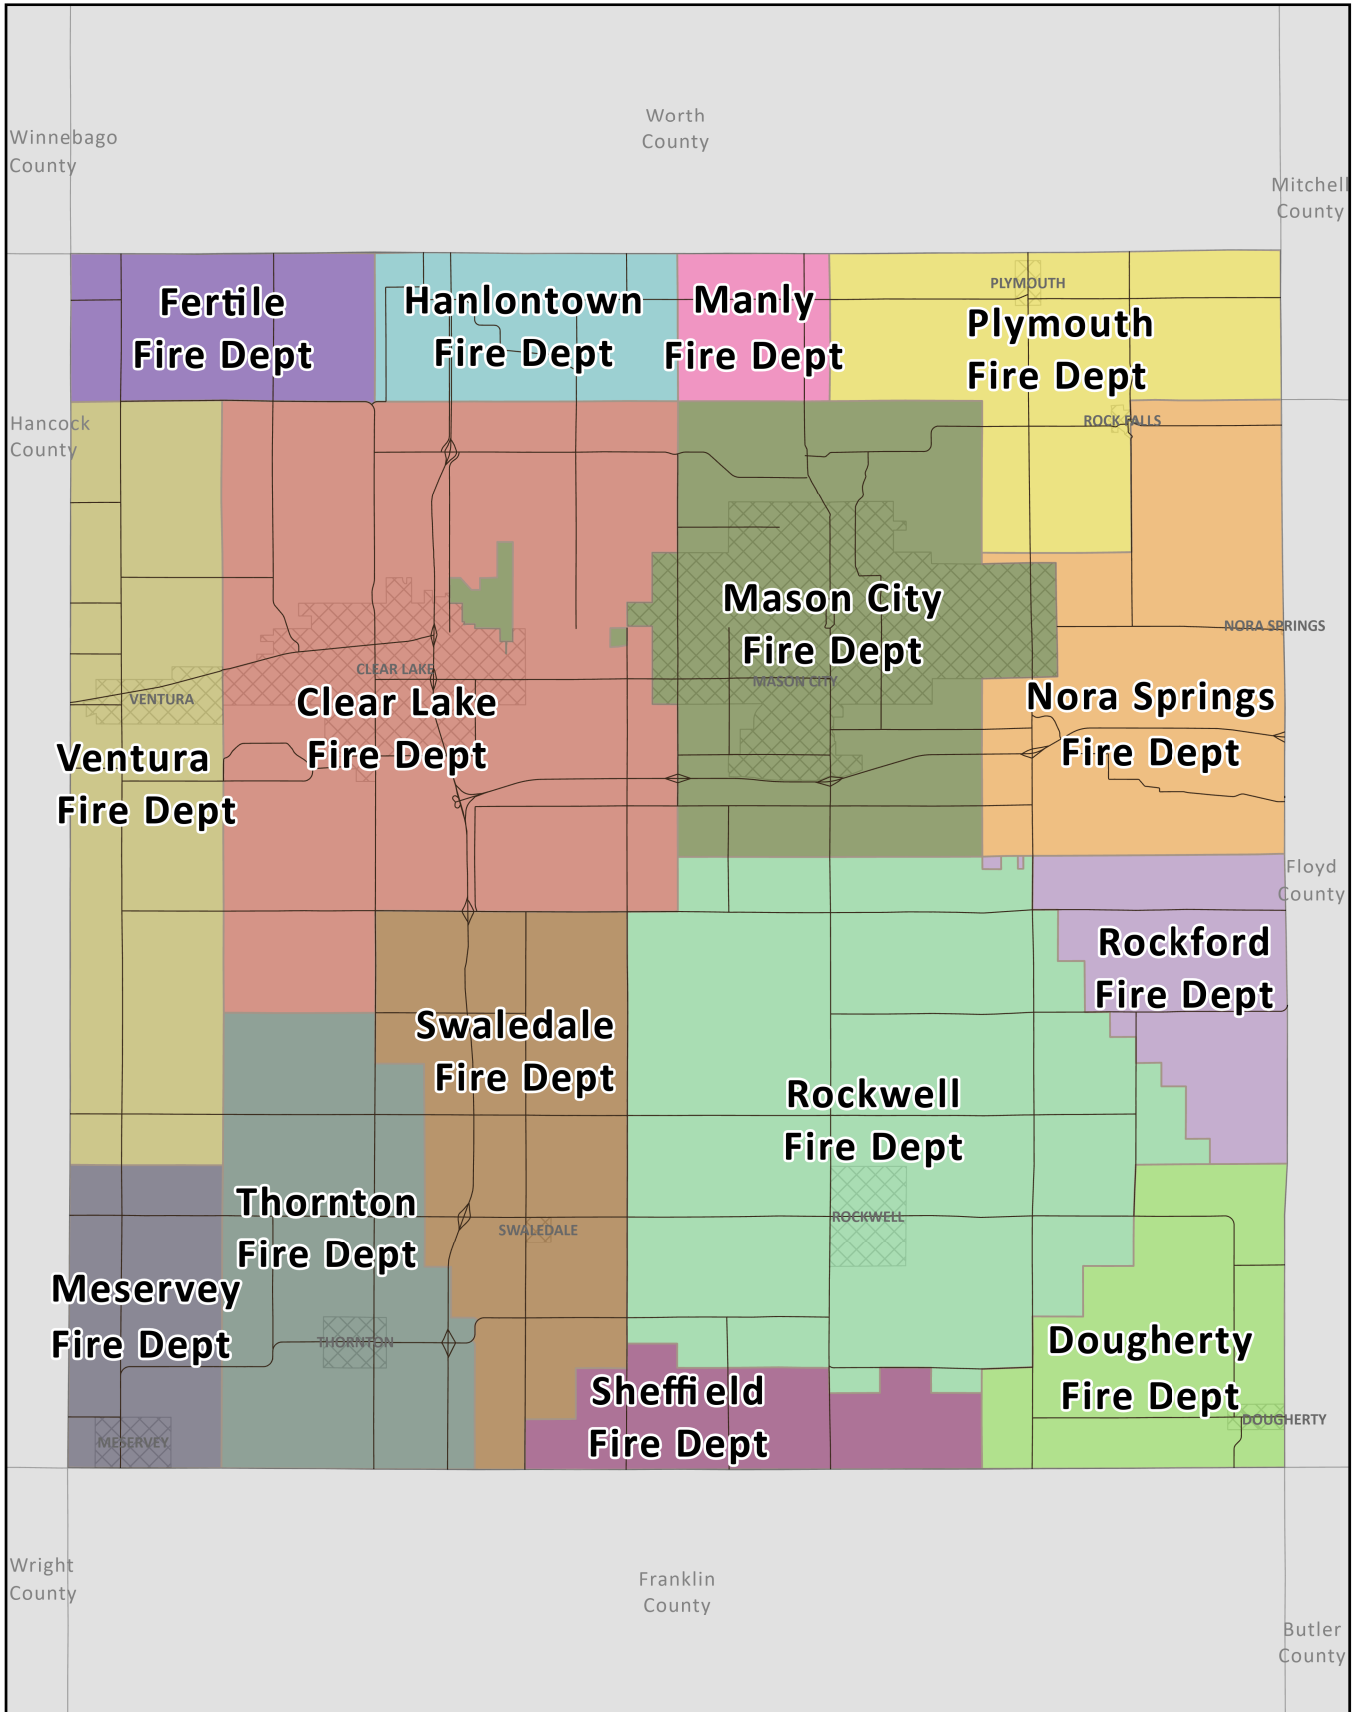 Worth
County
Winnebago
County
Mitchell
County
PLYMOUTH
Fertile
Fire Dept
Hanlontown
Fire Dept
Manly
Fire Dept
Plymouth
Fire Dept
Hancock
County
ROCK FALLS
Mason City
Fire Dept
MASON CITY
NORA SPRINGS
Nora Springs
Fire Dept
CLEAR LAKE
Clear Lake
Fire Dept
VENTURA
Ventura
Fire Dept
Floyd
County
Rockford
Fire Dept
Swaledale
Fire Dept
Rockwell
Fire Dept
ROCKWELL
Thornton
Fire Dept
SWALEDALE
Meservey
Fire Dept
THORNTON
Dougherty
Fire Dept
DOUGHERTY
Sheffield
Fire Dept
MESERVEY
Wright
County
Franklin
County
Butler
County